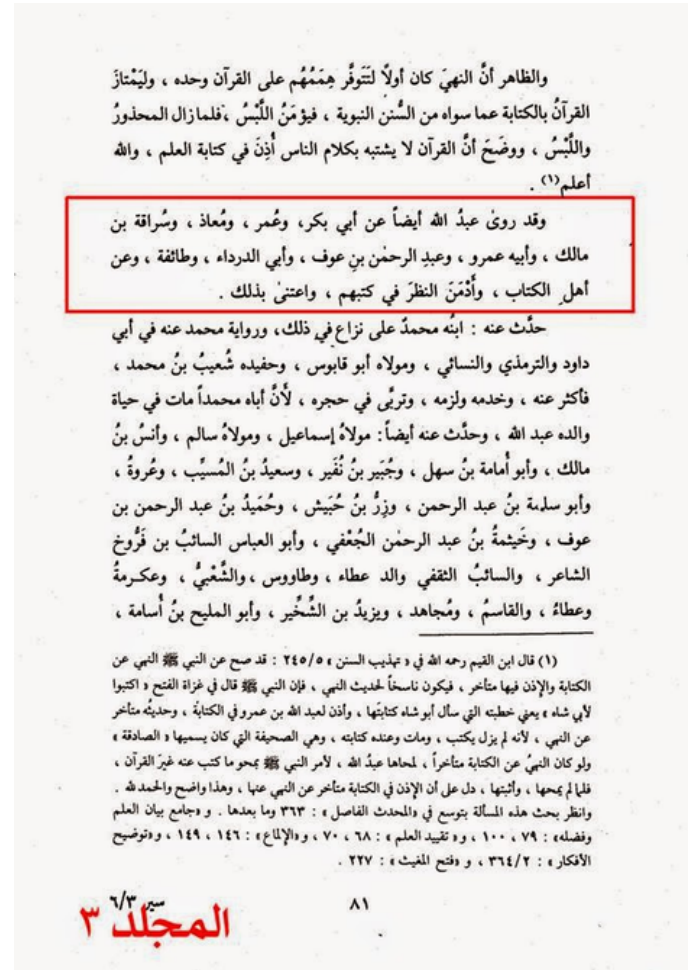 والظاهر أنَّ النهيَ كان أولًا لتَتَوفَّر هِمَمُهُم على القرآن وحده ، وليَمْتازَ
القرآنُ بالكتابة عما سواه من السُّنن النبوية ، فيؤمَنُ اللَّبْسُ ،فلمازال المحذورُ
واللَّبْسُ ، ووضَحَ أنَّ القرآن لا يشتبه بكلام الناس أُذِنَ في كتابة العلم ، والله
أعلم(١) .
وقد روىٰ عبدُ الله أيضاً عن أبي بكر، وعُمر ، ومُعاذ ، وسُراقة بن
مالك ، وأبيه عمرو ، وعبدِ الرحمٰن بنِ عوف ، وأبي الدرداء ، وطائفة ، وعن
أهلِ الكتاب ، وأَدْمَنَ النظرَ في كتبهم ، واعتنىٰ بذلك .
حدَّث عنه : ابنُه محمدٌ على نزاع في ذلك، ورواية محمد عنه في أبي
داود والترمذي والنسائي ، ومولاه أبو قابوس ، وحفيده شُعيبُ بنُ محمد ،
فأكثر عنه ، وخدمه ولزمه ، وتربَّى في حجره ، لأنَّ أباه محمداً مات في حياة
والده عبد الله ، وحدَّث عنه أيضاً: مولاهُ إسماعيل ، ومولاهُ سالم ، وأنسُ بنُ
مالك ، وأبو أُمامة بنُ سهل ، وجُبَير بنُ نُفَير ، وسعيدُ بنُ المُسيِّب ، وعُروةُ ،
وأبو سلمة بنُ عبد الرحمن ، وزِرُّ بنُ حُبَيش ، وحُمَيدُ بنُ عبد الرحمن بن
عوف ، وخَيثمةُ بنُ عبد الرحمٰن الجُعْفي ، وأبو العباس السائبُ بن فَرُّوخ
الشاعر ، والسائبُ الثقفي والد عطاء ، وطاووس ،والشَّعْبيُّ ، وعكـرمةُ
وعطاءُ ، والقاسمُ ، ومُجاهد ، ويزيدُ بن الشِّخِّير ، وأبو المليح بنُ أُسامة ،
(١) قال ابن القيم رحمه الله في « تهذيب السنن » ٢٤٥/٥ : قد صح عن النبي ﷺ النهي عن
الكتابة والإذن فيها متأخر ، فيكون ناسخاً لحديث النهي ، فإن النبي ﷺ قال في غزاة الفتح « اكتبوا
لأبي شاه » يعني خطبته التي سأل أبو شاه كتابتَها ، وأذن لعبد الله بن عمرو في الكتابة ، وحديثُه متأخر
عن النهي ، لأنه لم يزل يكتب ، ومات وعنده كتابته ، وهي الصحيفة التي كان يسميها « الصادقة »
ولو كان النهيُ عن الكتابة متأخراً ، لمحاها عبدُ الله ، لأمر النبي ﷺ بمحو ما كتب عنه غيرَ القرآن ،
فلما لم يمحها ، وأثبتها ، دل على أن الإذن في الكتابة متأخر عن النهي عنها ، وهذا واضح والحمد لله .
وانظر بحث هذه المسألة بتوسع في «المحدث الفاصل» : ٣٦٣ وما بعدها . و «جامع بيان العلم
وفضله» : ٧٩ ، ١٠٠ ، و « تقييد العلم » : ٦٨ ، ٧٠ ، و «الإلماع» : ١٤٦ ، ١٤٩ ، و «توضيح
الأفكار » : ٣٦٤/٢ ، و «فتح المغيث » : ٢٢٧ .
٨١
سير ٦/٣
المجلد ٣